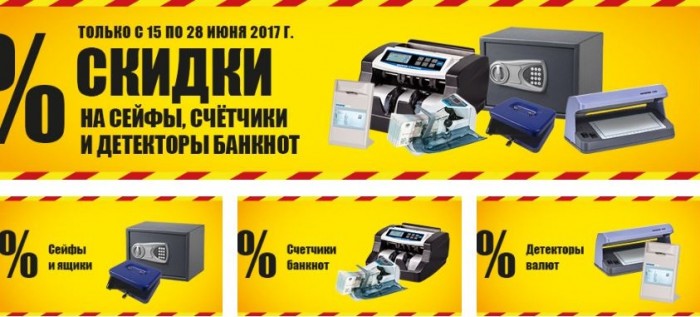 ТОЛЬКО С 15 ПО 28 ИЮНЯ 2017 Г.
% СКИДКИ
НА СЕЙФЫ, СЧЁТЧИКИ
И ДЕТЕКТОРЫ БАНКНОТ
% Сейфы
и ящики
% Счетчики
банкнот
% Детекторы
валют